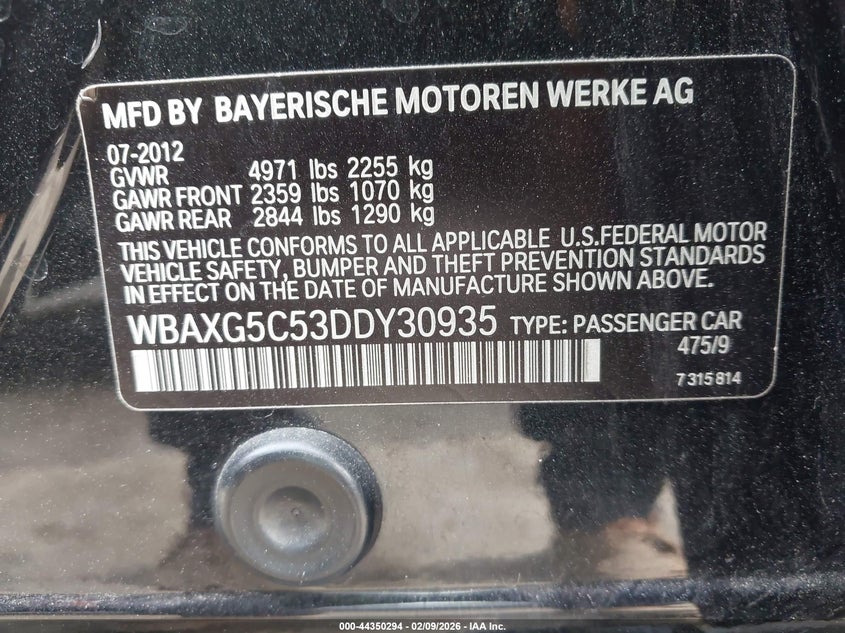 MFD BY BAYERISCHE MOTOREN WERKE AG
07-2012
GVWR 4971 lbs 2255 kg
GAWR FRONT 2359 lbs 1070 kg
GAWR REAR 2844 lbs 1290 kg
THIS VEHICLE CONFORMS TO ALL APPLICABLE U.S.FEDERAL MOTOR
VEHICLE SAFETY, BUMPER AND THEFT PREVENTION STANDARDS
IN EFFECT ON THE DATE OF MANUFACTURE SHOWN ABOVE.
WBAXG5C53DDY30935 TYPE: PASSENGER CAR
475/9
7 315 814
000-44350294 - 02/09/2026 - IAA Inc.